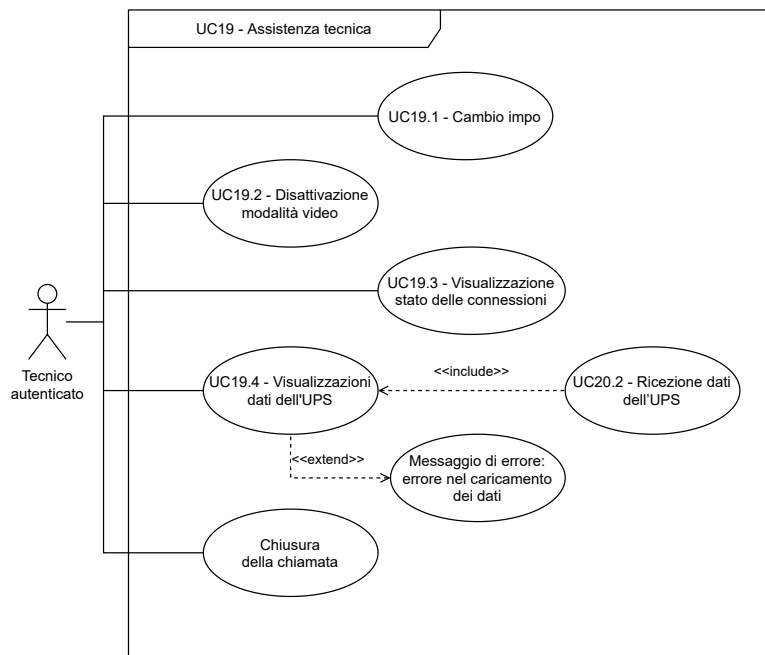 UC19 - Assistenza tecnica
UC19.1 - Cambio impo
UC19.2 - Disattivazione
modalità video
UC19.3 - Visualizzazione
stato delle connessioni
Tecnico
autenticato
UC19.4 - Visualizzazioni
dati dell'UPS
<<include>>
UC20.2 - Ricezione dati
dell'UPS
<<extend>>
Messaggio di errore:
errore nel caricamento
dei dati
Chiusura
della chiamata